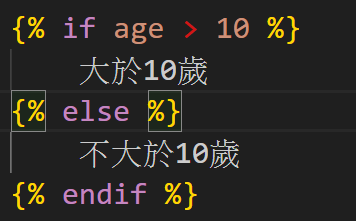 {% if age > 10 %}
大於10歲
{% else %}
不大於10歲
{% endif %}